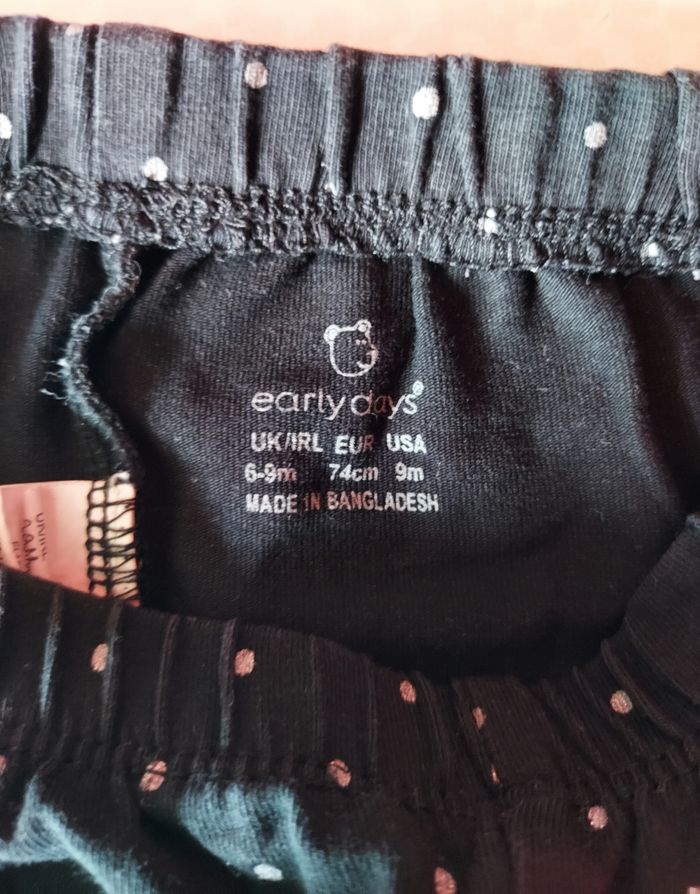 early days®
UK/IRL EUR USA
6-9m 74cm 9m
MADE IN BANGLADESH